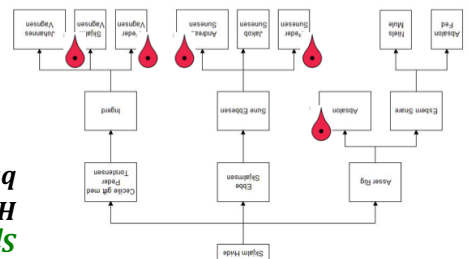 Skjalm Hvide
Asser Rig
Ebbe
Skjalmsen
Cecile gift med
Peder
Torstensen
Esbern Snare
Absalon
Sune Ebbesen
Ingerd
Absalon
Fed
Niels
Mule
Sunesen
Jakob
Sunesen
Sunesen
Vagnsen
Vagnsen
Johannes
Vagnsen